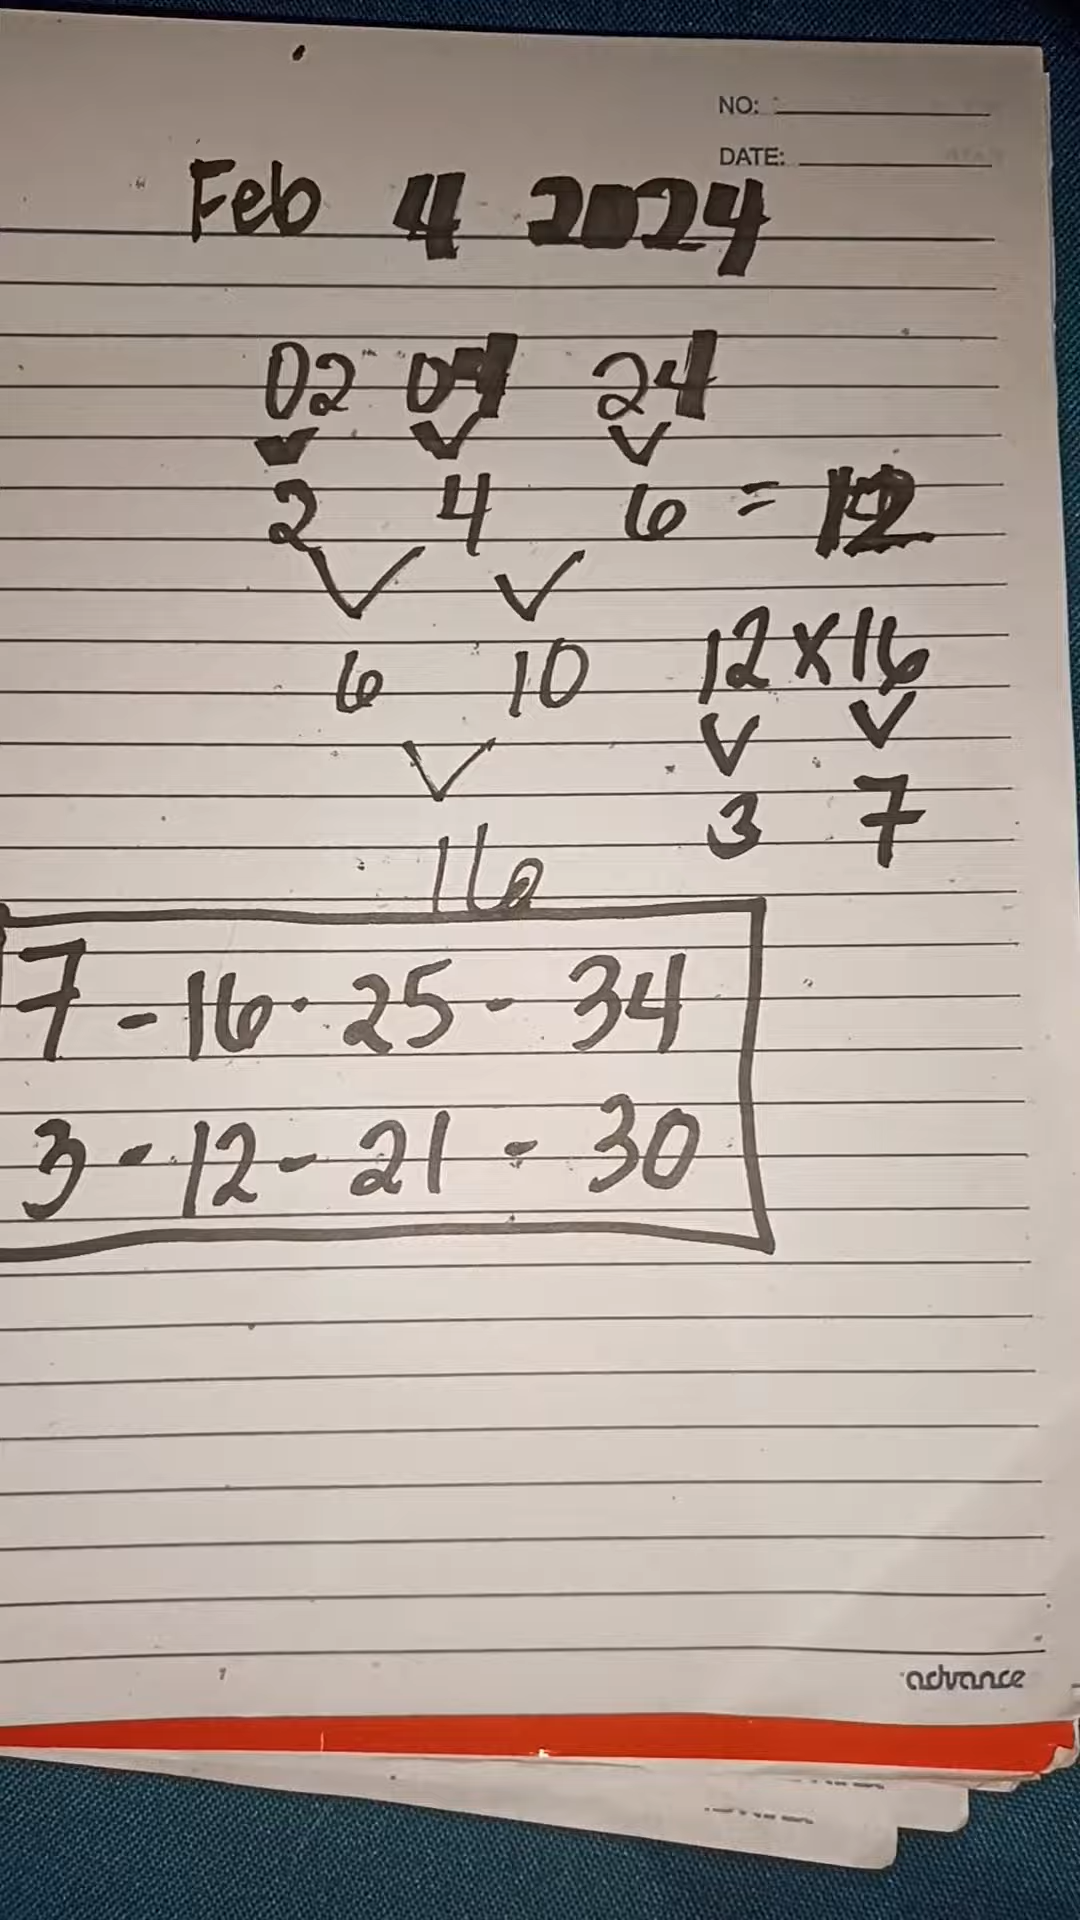 NO:
DATE:
Feb 4 2024
02 04 24
2 4 6 = 12
6 10 12 x 16
3 7
16
7 - 16 - 25 - 34
3 - 12 - 21 - 30
advance